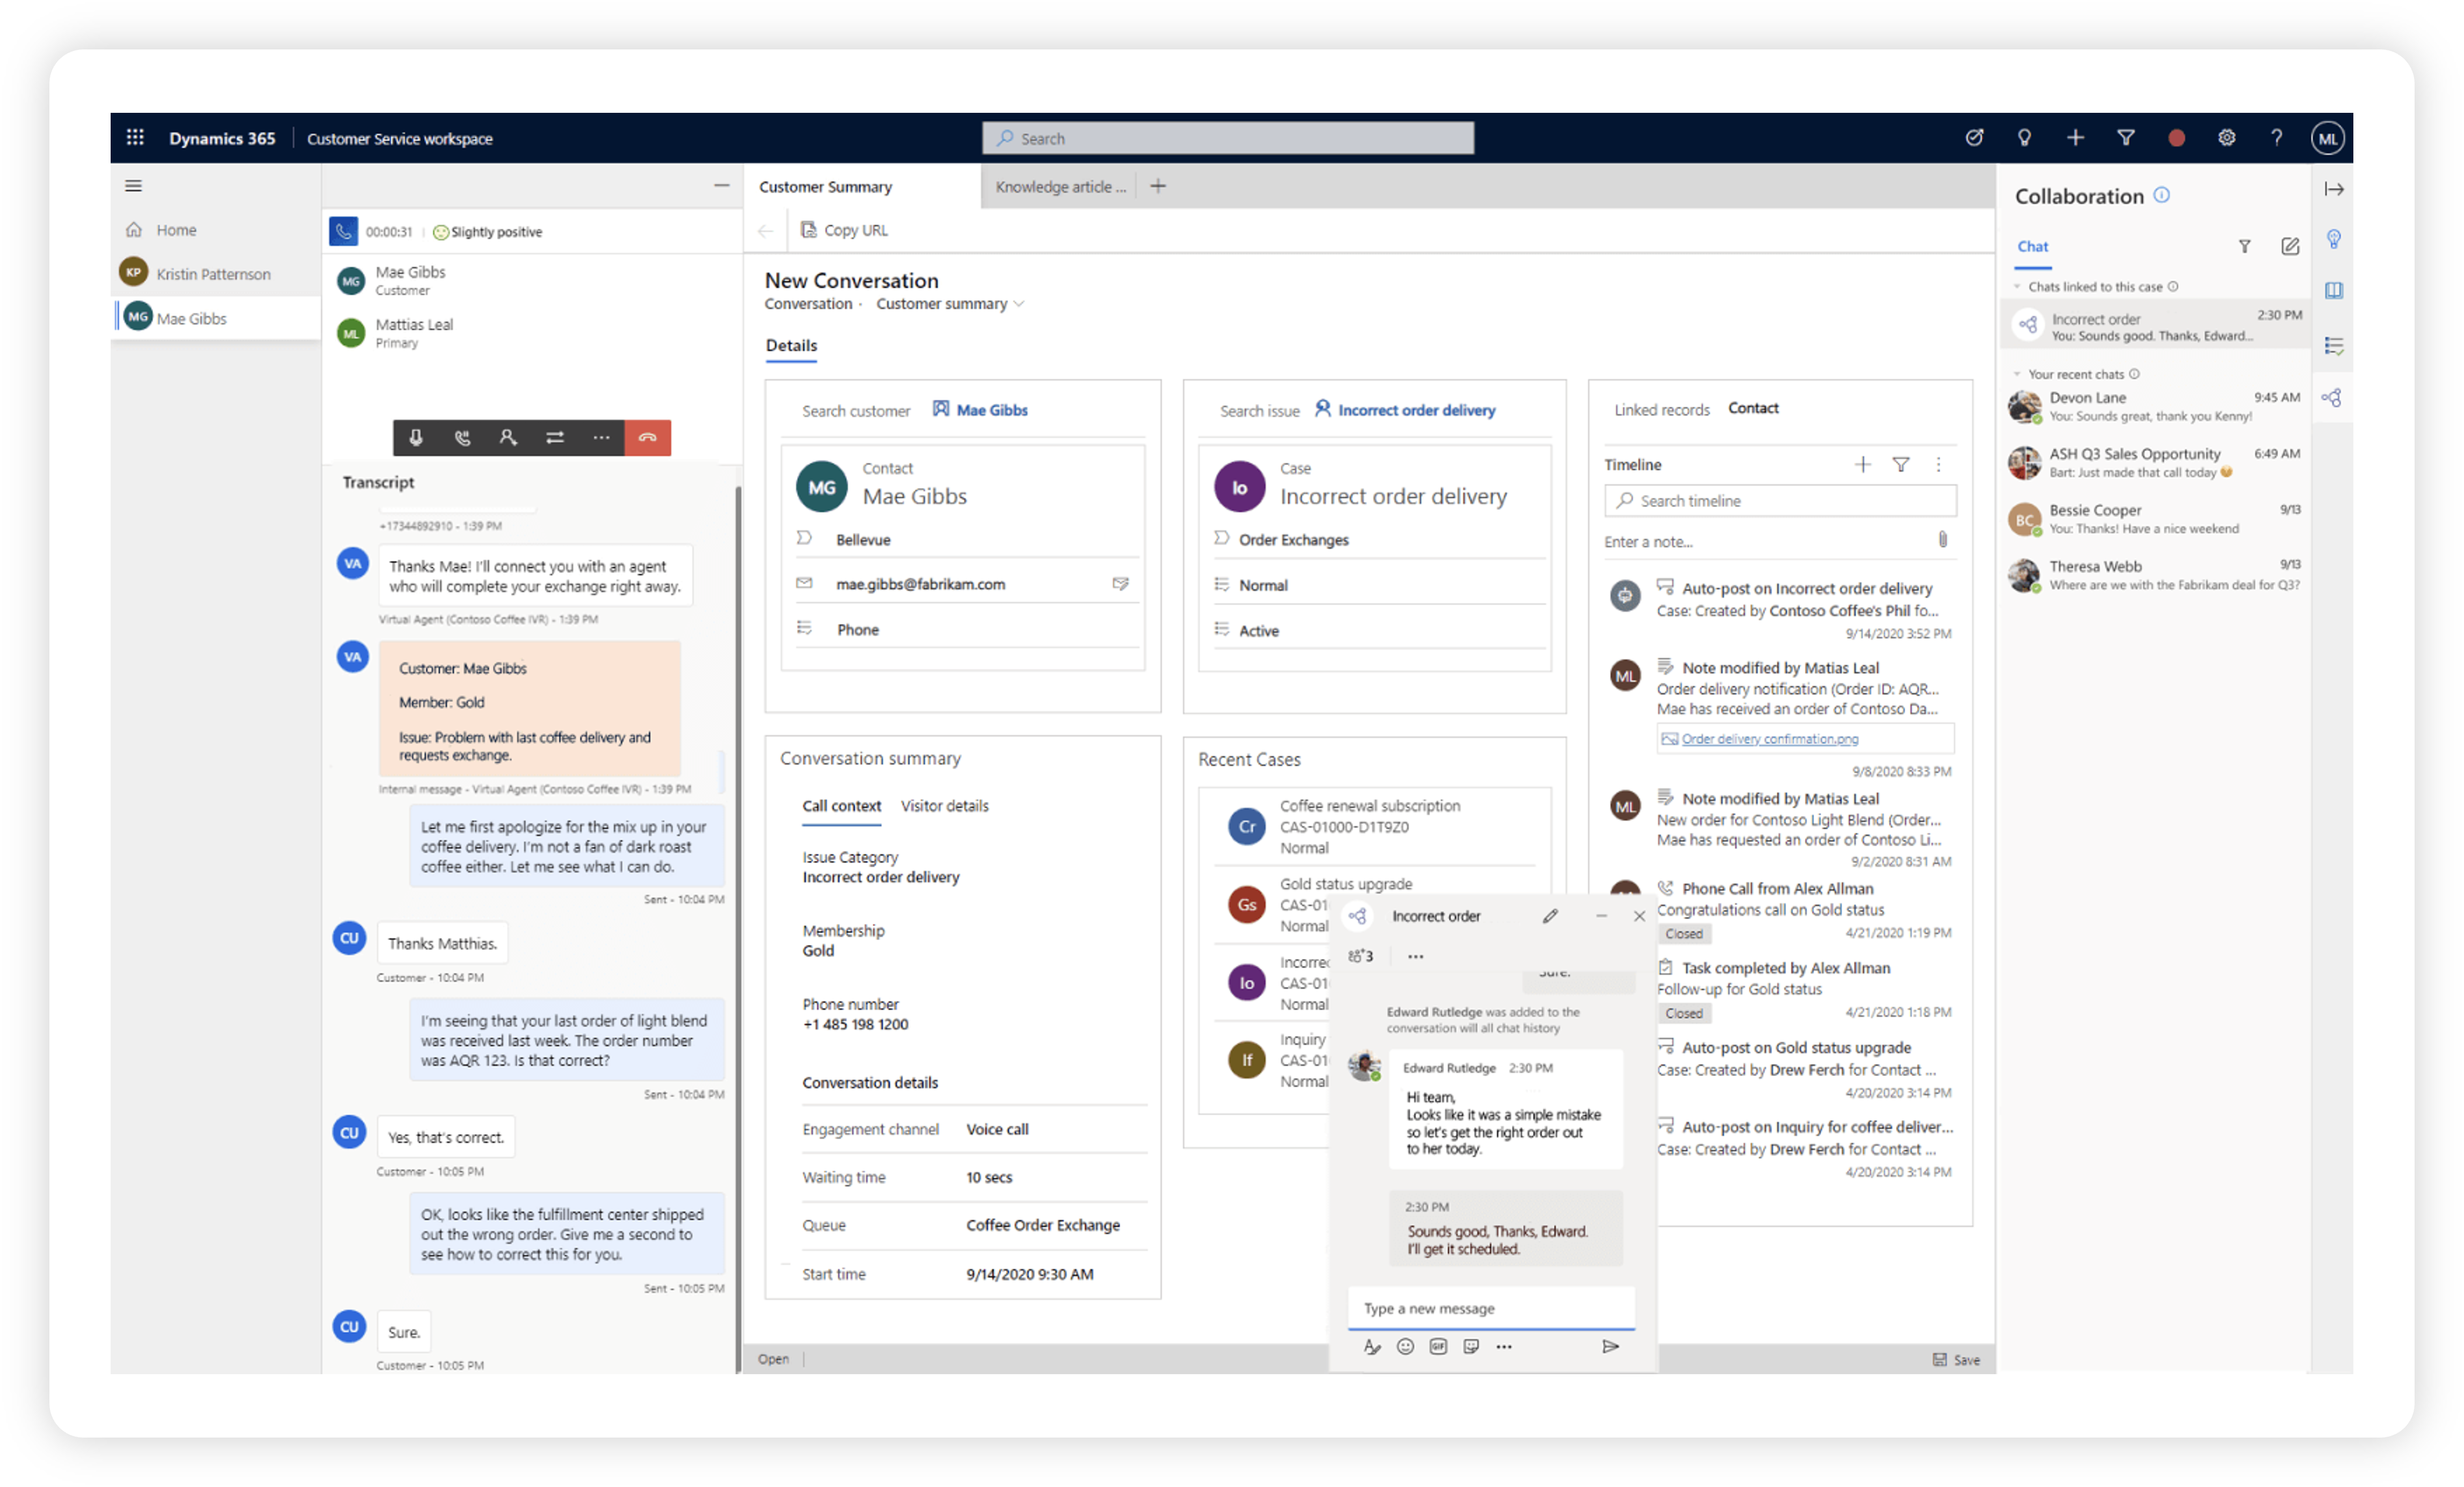 Dynamics 365
Customer Service workspace
Search
ML
Home
KP
Kristin Patternson
MG
Mae Gibbs
00:00:31
Slightly positive
MG
Mae Gibbs
Customer
ML
Mattias Leal
Primary
Transcript
+17344892910 - 1:39 PM
VA
Thanks Mae! I'll connect you with an agent
who will complete your exchange right away.
Virtual Agent (Contoso Coffee IVR) - 1:39 PM
VA
Customer: Mae Gibbs
Member: Gold
Issue: Problem with last coffee delivery and
requests exchange.
Internal message - Virtual Agent (Contoso Coffee IVR) - 1:39 PM
Let me first apologize for the mix up in your
coffee delivery. I'm not a fan of dark roast
coffee either. Let me see what I can do.
Sent - 10:04 PM
CU
Thanks Matthias.
Customer - 10:04 PM
I'm seeing that your last order of light blend
was received last week. The order number
was AQR 123. Is that correct?
Sent - 10:04 PM
CU
Yes, that's correct.
Customer - 10:05 PM
OK, looks like the fulfillment center shipped
out the wrong order. Give me a second to
see how to correct this for you.
Sent - 10:05 PM
CU
Sure.
Customer - 10:05 PM
Customer Summary
Knowledge article ...
Copy URL
New Conversation
Conversation · Customer summary
Details
Search customer
Mae Gibbs
MG
Contact
Mae Gibbs
Bellevue
mae.gibbs@fabrikam.com
Phone
Search issue
Incorrect order delivery
Io
Case
Incorrect order delivery
Order Exchanges
Normal
Active
Conversation summary
Call context
Visitor details
Issue Category
Incorrect order delivery
Membership
Gold
Phone number
+1 485 198 1200
Conversation details
Engagement channel
Voice call
Waiting time
10 secs
Queue
Coffee Order Exchange
Start time
9/14/2020 9:30 AM
Recent Cases
Cr
Coffee renewal subscription
CAS-01000-D1T9Z0
Normal
Gs
Gold status upgrade
CAS-01
Normal
Io
Incorrec
CAS-01
Normal
If
Inquiry
CAS-01
Normal
Linked records
Contact
Timeline
Search timeline
Enter a note...
Auto-post on Incorrect order delivery
Case: Created by Contoso Coffee's Phil fo...
9/14/2020 3:52 PM
ML
Note modified by Matias Leal
Order delivery notification (Order ID: AQR...
Mae has received an order of Contoso Da...
Order delivery confirmation.png
9/8/2020 8:33 PM
ML
Note modified by Matias Leal
New order for Contoso Light Blend (Order...
Mae has requested an order of Contoso Li...
9/2/2020 8:31 AM
Phone Call from Alex Allman
Congratulations call on Gold status
Closed
4/21/2020 1:19 PM
Task completed by Alex Allman
Follow-up for Gold status
Closed
4/21/2020 1:18 PM
Auto-post on Gold status upgrade
Case: Created by Drew Ferch for Contact ...
4/20/2020 3:14 PM
Auto-post on Inquiry for coffee deliver...
Case: Created by Drew Ferch for Contact ...
4/20/2020 3:14 PM
Incorrect order
3
Sure.
Edward Rutledge was added to the
conversation will all chat history
Edward Rutledge 2:30 PM
Hi team,
Looks like it was a simple mistake
so let's get the right order out
to her today.
2:30 PM
Sounds good, Thanks, Edward.
I'll get it scheduled.
Type a new message
GIF
Open
Save
Collaboration
Chat
Chats linked to this case
Incorrect order
2:30 PM
You: Sounds good. Thanks, Edward...
Your recent chats
Devon Lane
9:45 AM
You: Sounds great, thank you Kenny!
ASH Q3 Sales Opportunity
6:49 AM
Bart: Just made that call today
BC
Bessie Cooper
9/13
You: Thanks! Have a nice weekend
Theresa Webb
9/13
Where are we with the Fabrikam deal for Q3?